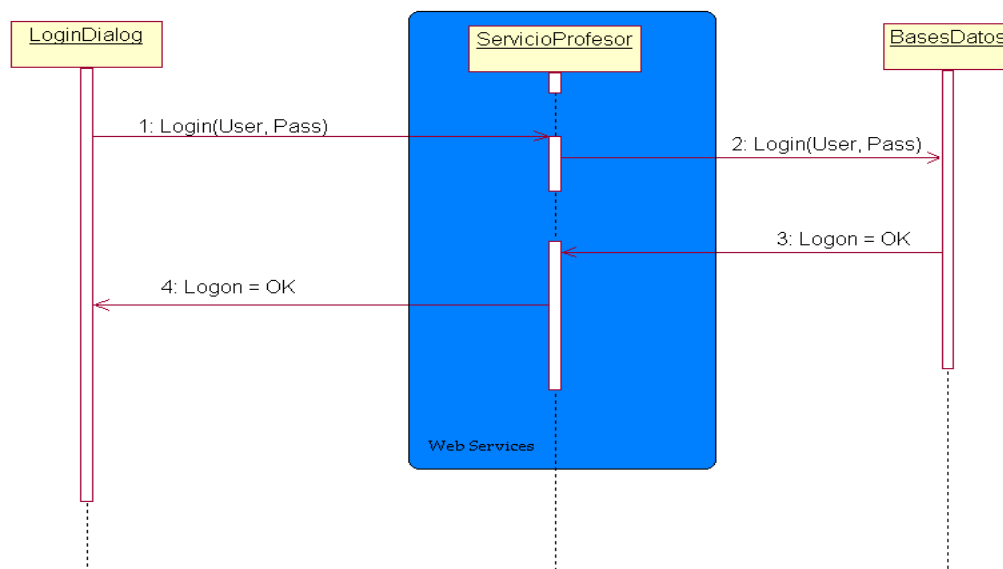 LoginDialog
ServicioProfesor
BasesDatos
1: Login(User, Pass)
2: Login(User, Pass)
3: Logon = OK
4: Logon = OK
Web Services